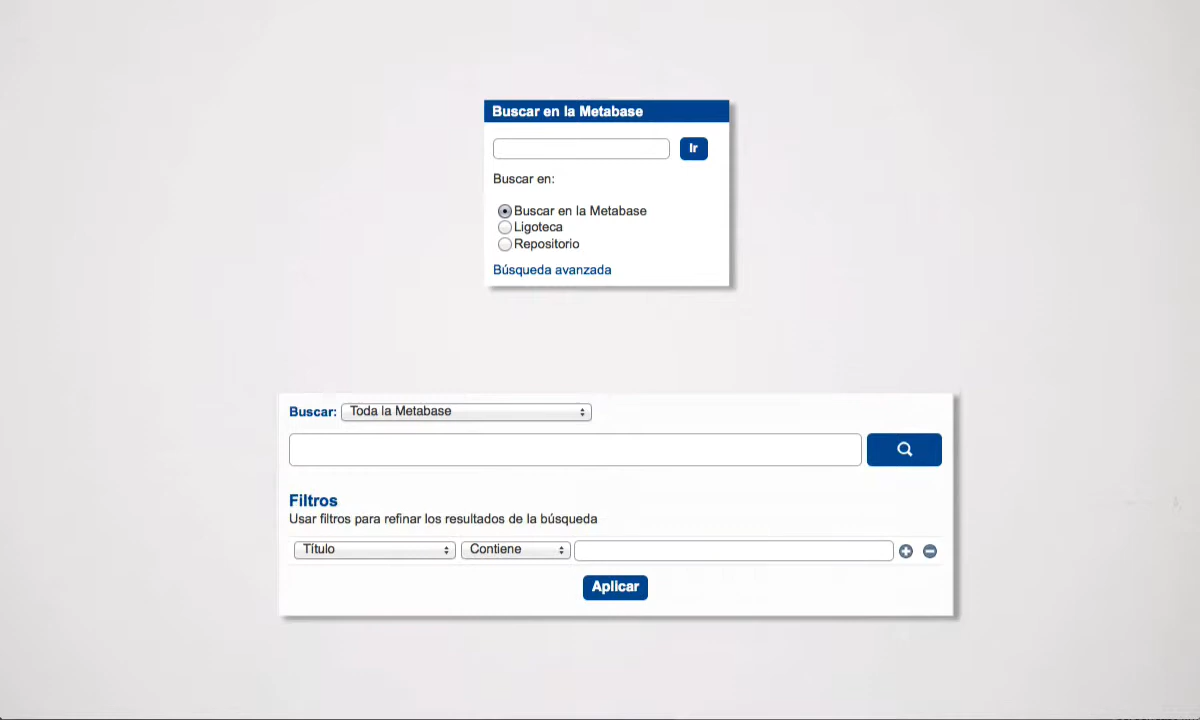 Buscar en la Metabase
Ir
Buscar en:
Buscar en la Metabase
Ligoteca
Repositorio
Búsqueda avanzada
Buscar: Toda la Metabase
Filtros
Usar filtros para refinar los resultados de la búsqueda
Título Contiene
Aplicar